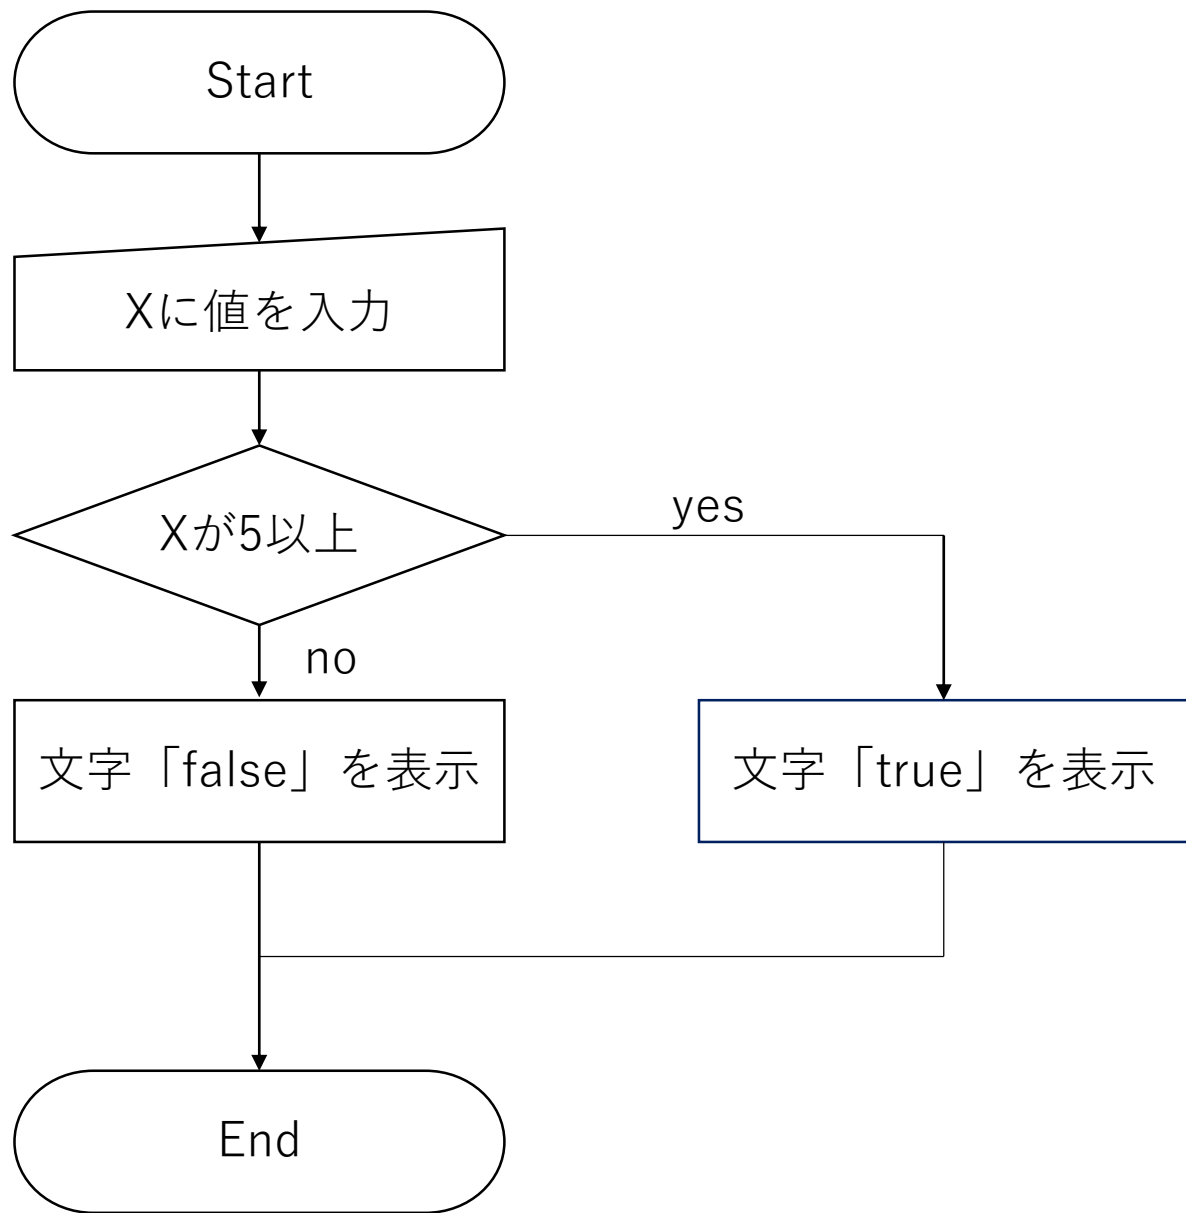 Start
Xに値を入力
Xが5以上
yes
no
文字「false」を表示
文字「true」を表示
End